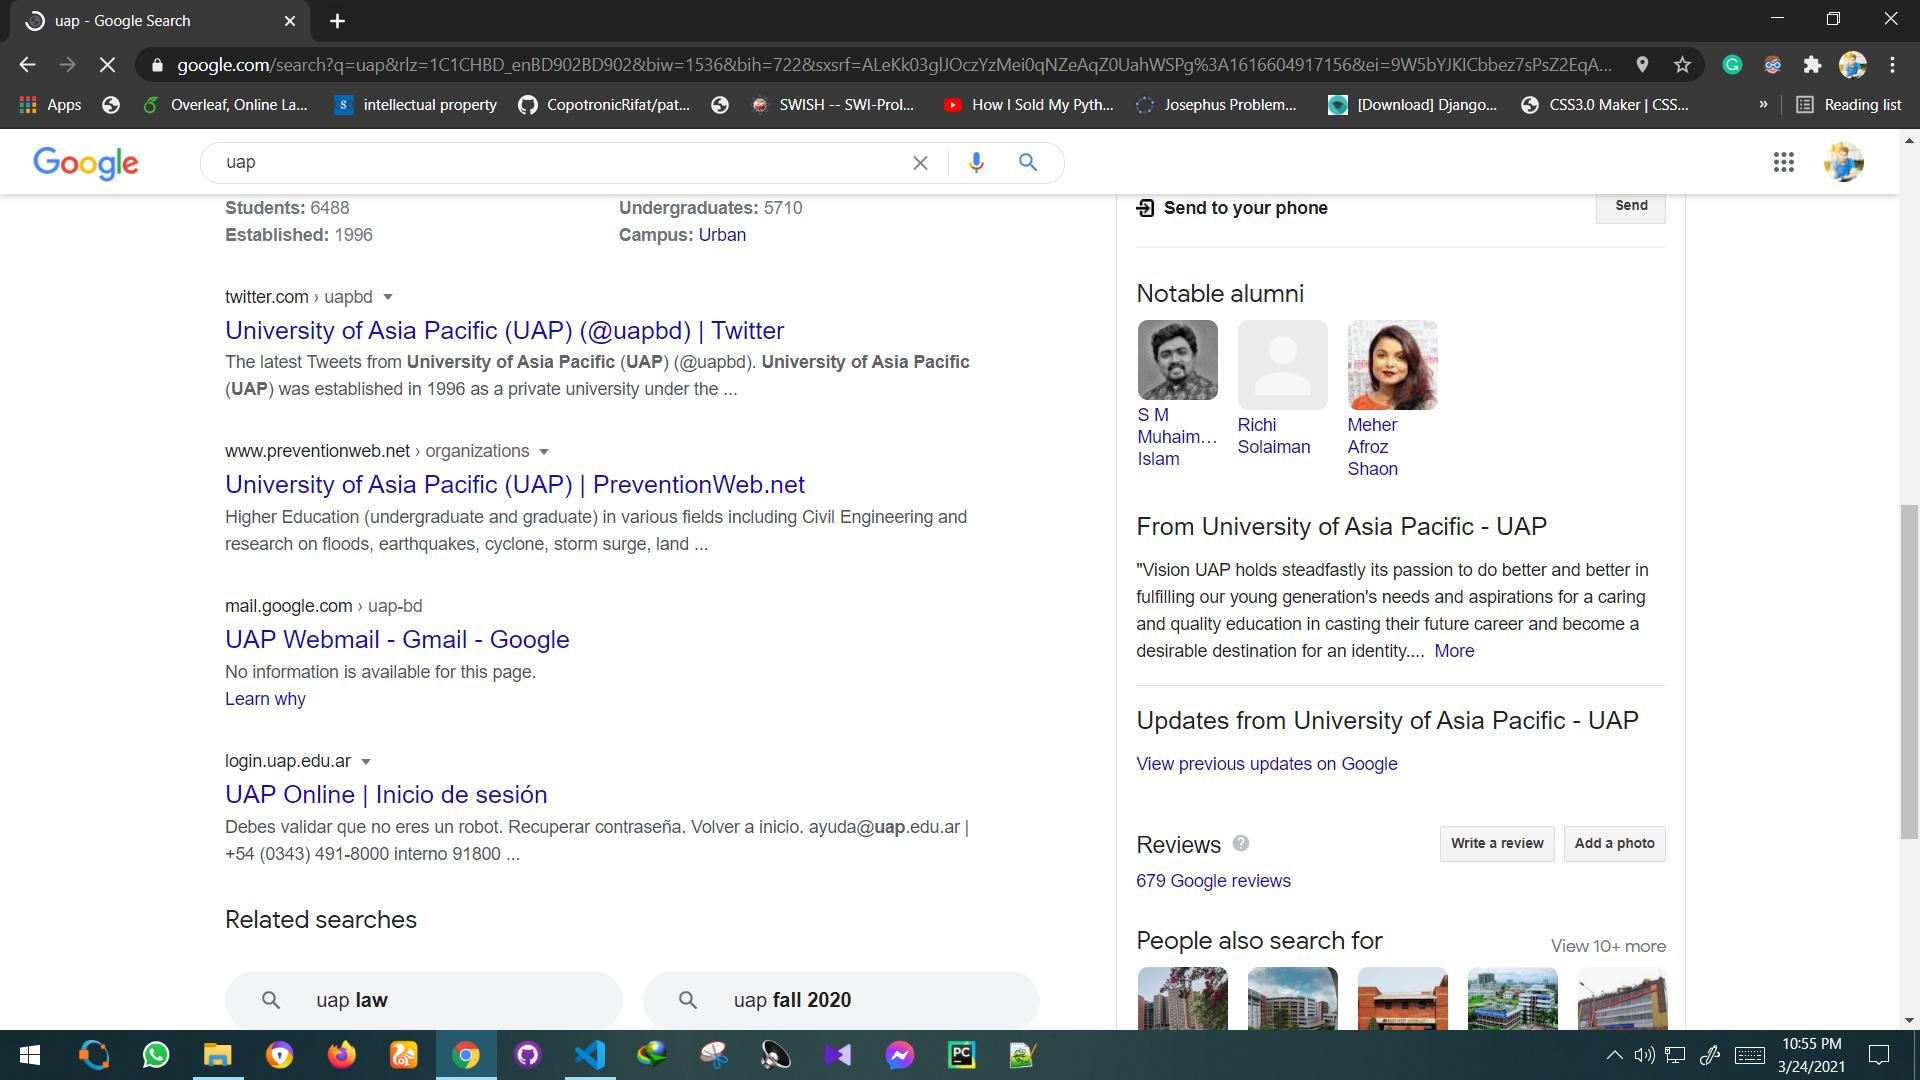 uap - Google Search
google.com/search?q=uap&rlz=1C1CHBD_enBD902BD902&biw=1536&bih=722&sxsrf=ALeKk03glJOczYzMei0qNZeAqZ0UahWSPg%3A1616604917156&ei=9W5bYJKICbbez7sPsZ2EqA...
Apps
Overleaf, Online La...
intellectual property
CopotronicRifat/pat...
SWISH -- SWI-Prol...
How I Sold My Pyth...
Josephus Problem...
[Download] Django...
CSS3.0 Maker | CSS...
»
Reading list
Google
uap
Students: 6488
Undergraduates: 5710
Established: 1996
Campus: Urban
twitter.com › uapbd
University of Asia Pacific (UAP) (@uapbd) | Twitter
The latest Tweets from University of Asia Pacific (UAP) (@uapbd). University of Asia Pacific
(UAP) was established in 1996 as a private university under the ...
www.preventionweb.net › organizations
University of Asia Pacific (UAP) | PreventionWeb.net
Higher Education (undergraduate and graduate) in various fields including Civil Engineering and
research on floods, earthquakes, cyclone, storm surge, land ...
mail.google.com › uap-bd
UAP Webmail - Gmail - Google
No information is available for this page.
Learn why
login.uap.edu.ar
UAP Online | Inicio de sesión
Debes validar que no eres un robot. Recuperar contraseña. Volver a inicio. ayuda@uap.edu.ar |
+54 (0343) 491-8000 interno 91800 ...
Related searches
uap law
uap fall 2020
Send to your phone
Send
Notable alumni
S M
Muhaim...
Islam
Richi
Solaiman
Meher
Afroz
Shaon
From University of Asia Pacific - UAP
"Vision UAP holds steadfastly its passion to do better and better in
fulfilling our young generation's needs and aspirations for a caring
and quality education in casting their future career and become a
desirable destination for an identity.... More
Updates from University of Asia Pacific - UAP
View previous updates on Google
Reviews
Write a review
Add a photo
679 Google reviews
People also search for
View 10+ more
PC
10:55 PM
3/24/2021